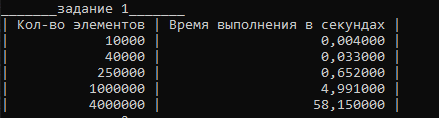 _______задание 1_______
| Кол-во элементов | Время выполнения в секундах |
| 10000 | 0,004000 |
| 40000 | 0,033000 |
| 250000 | 0,652000 |
| 1000000 | 4,991000 |
| 4000000 | 58,150000 |